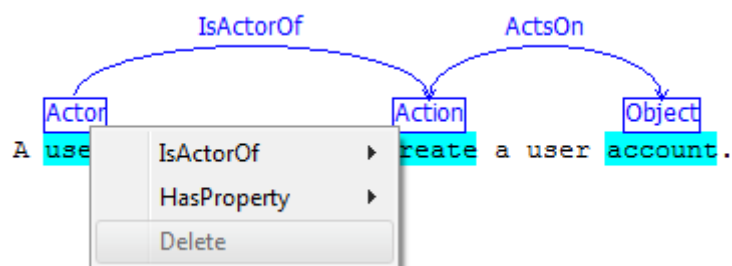 IsActorOf ActsOn
Actor Action Object
A use reate a user account.
IsActorOf
HasProperty
Delete